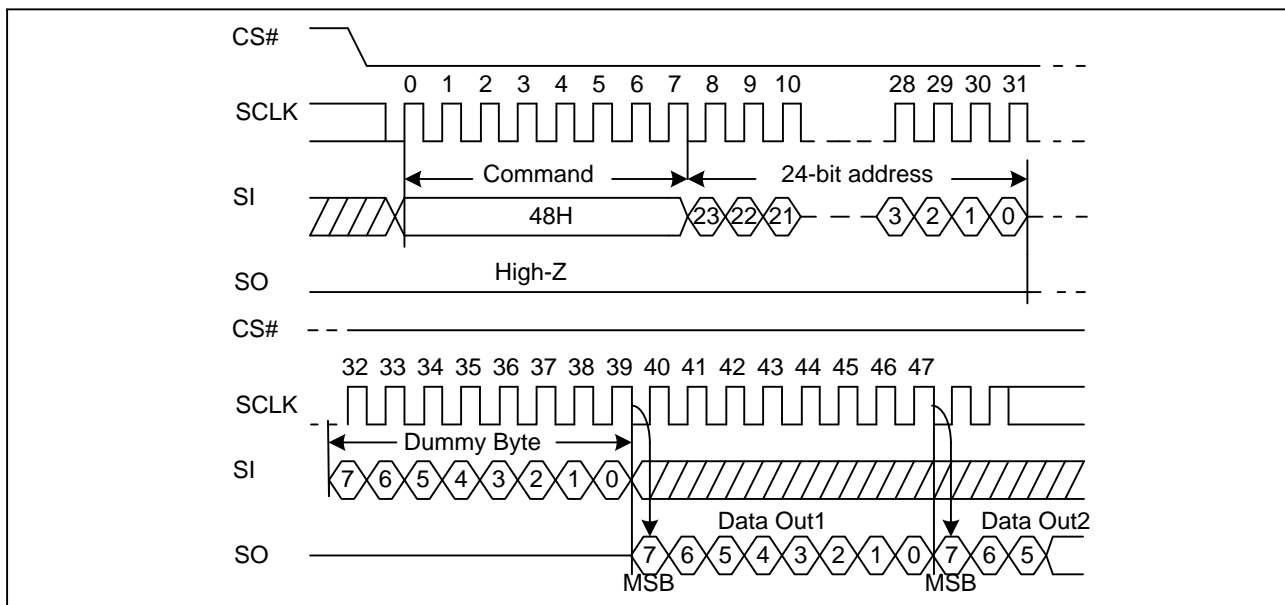 CS#
0 1 2 3 4 5 6 7 8 9 10 28 29 30 31
SCLK
Command 24-bit address
SI
48H 23 22 21 3 2 1 0
High-Z
SO
CS#
32 33 34 35 36 37 38 39 40 41 42 43 44 45 46 47
SCLK
Dummy Byte
SI
7 6 5 4 3 2 1 0
Data Out1 Data Out2
SO
7 6 5 4 3 2 1 0 7 6 5
MSB MSB